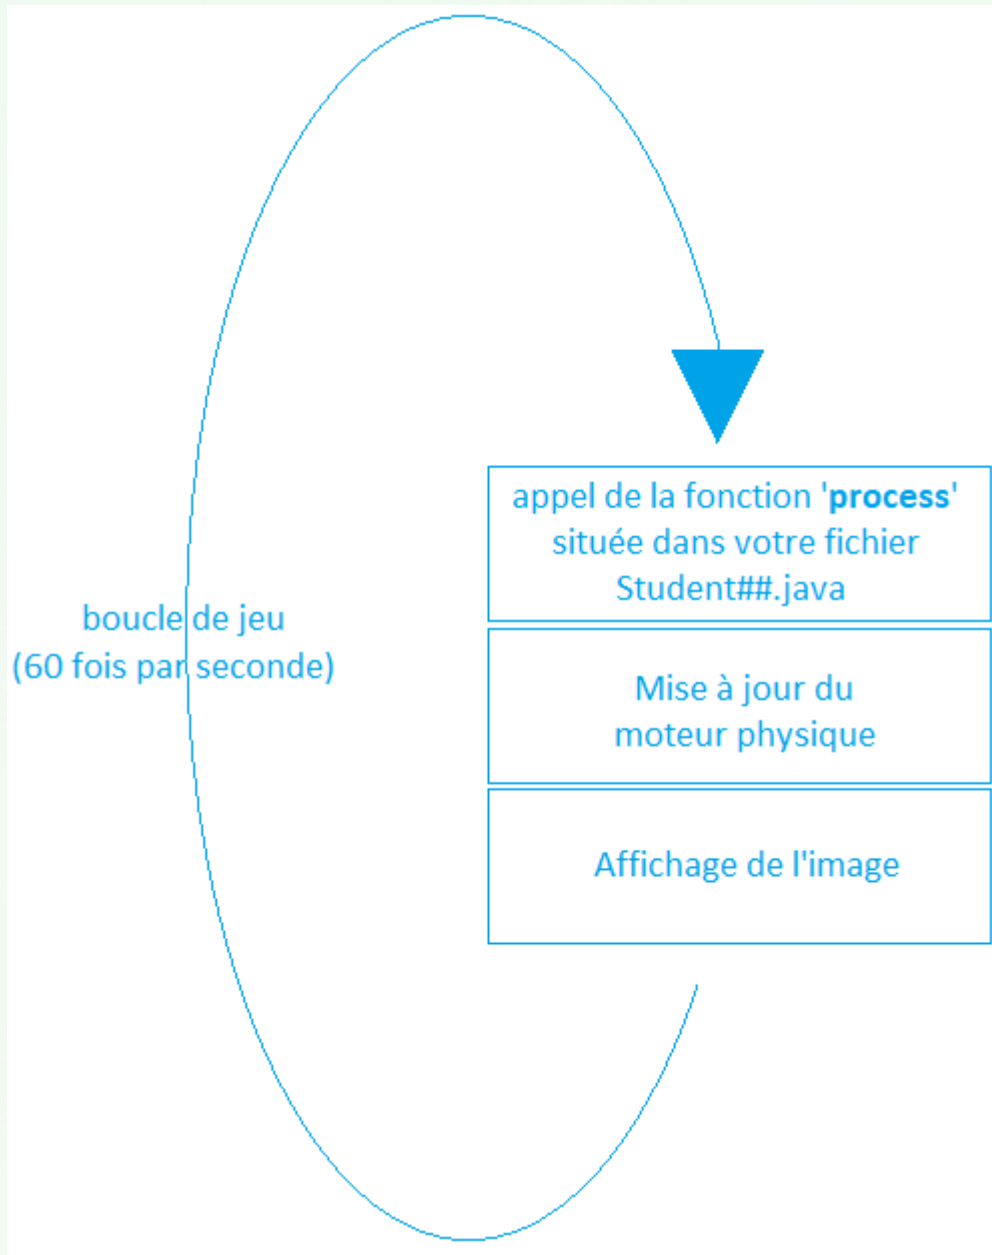 appel de la fonction 'process'
située dans votre fichier
Student##.java
boucle de jeu
(60 fois par seconde)
Mise à jour du
moteur physique
Affichage de l'image